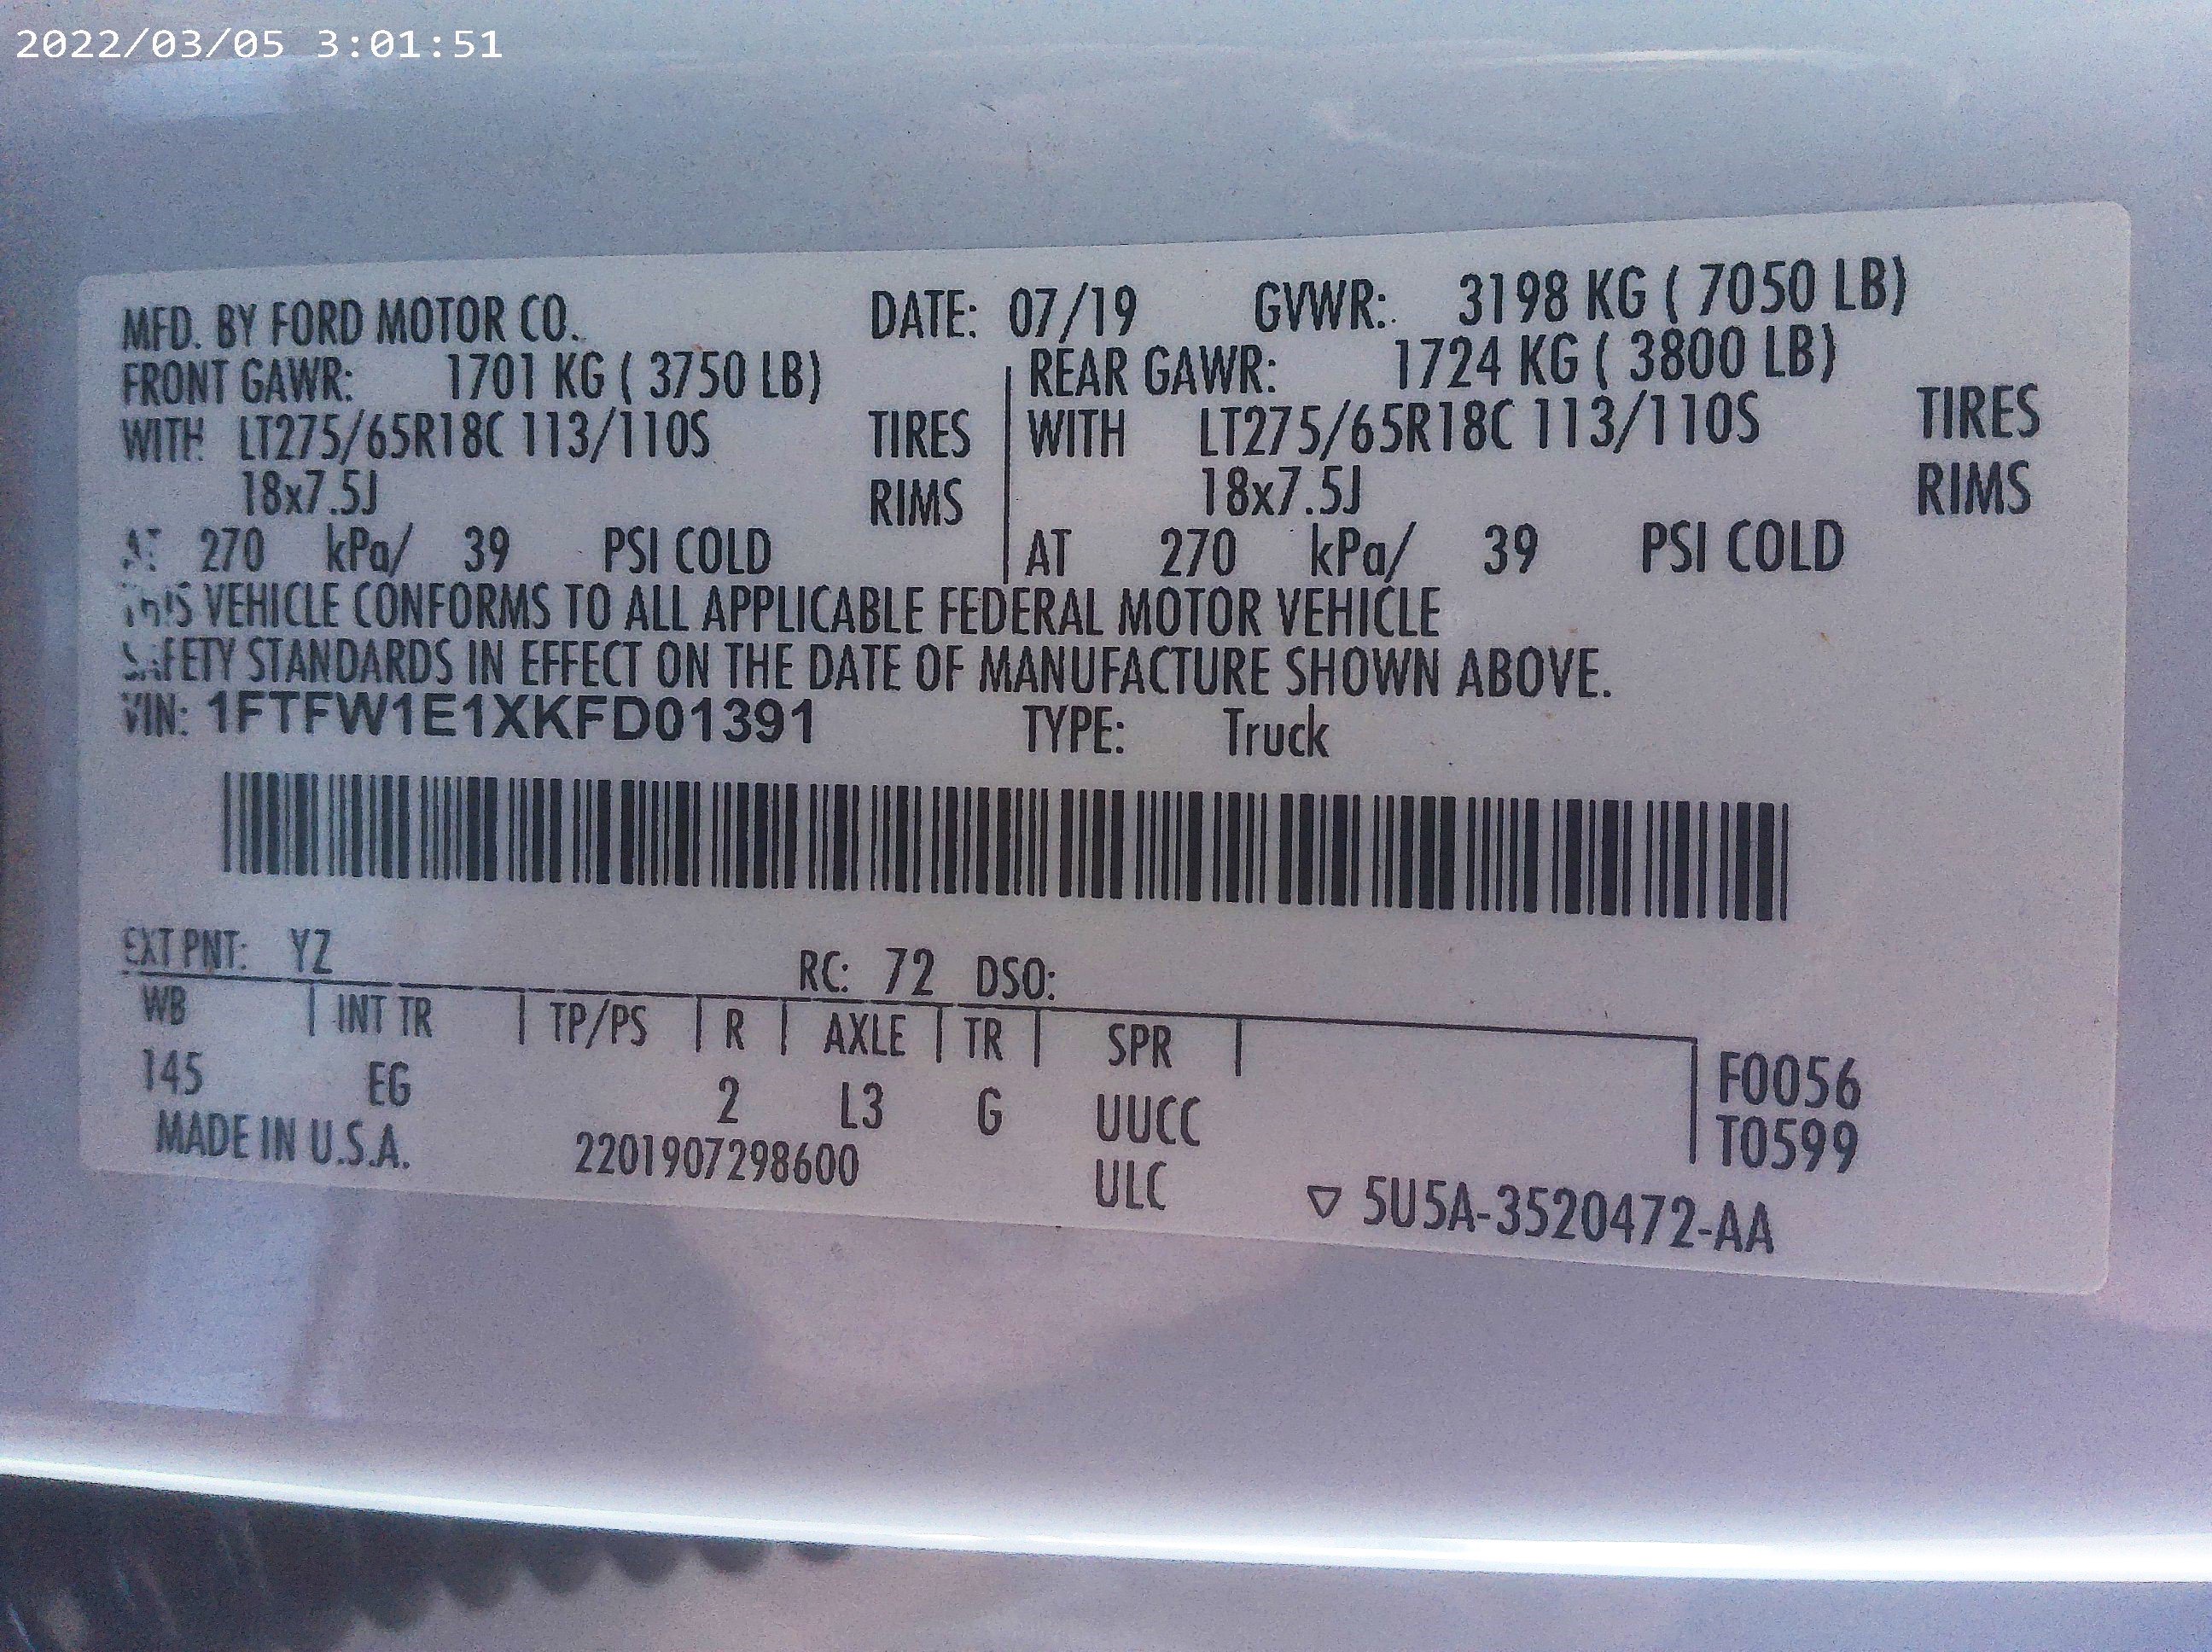 2022/03/05 3:01:51
MFD. BY FORD MOTOR CO. DATE: 07/19 GVWR: 3198 KG ( 7050 LB)
FRONT GAWR: 1701 KG ( 3750 LB) REAR GAWR: 1724 KG ( 3800 LB)
WITH LT275/65R18C 113/110S TIRES WITH LT275/65R18C 113/110S TIRES
18x7.5J RIMS 18x7.5J RIMS
AT 270 kPa/ 39 PSI COLD AT 270 kPa/ 39 PSI COLD
THIS VEHICLE CONFORMS TO ALL APPLICABLE FEDERAL MOTOR VEHICLE
SAFETY STANDARDS IN EFFECT ON THE DATE OF MANUFACTURE SHOWN ABOVE.
VIN: 1FTFW1E1XKFD01391 TYPE: Truck
EXT PNT: YZ RC: 72 DSO:
WB INT TR TP/PS R AXLE TR SPR
145 EG 2 L3 G UUCC F0056
T0599
MADE IN U.S.A. 2201907298600 ULC
▽ 5U5A-3520472-AA